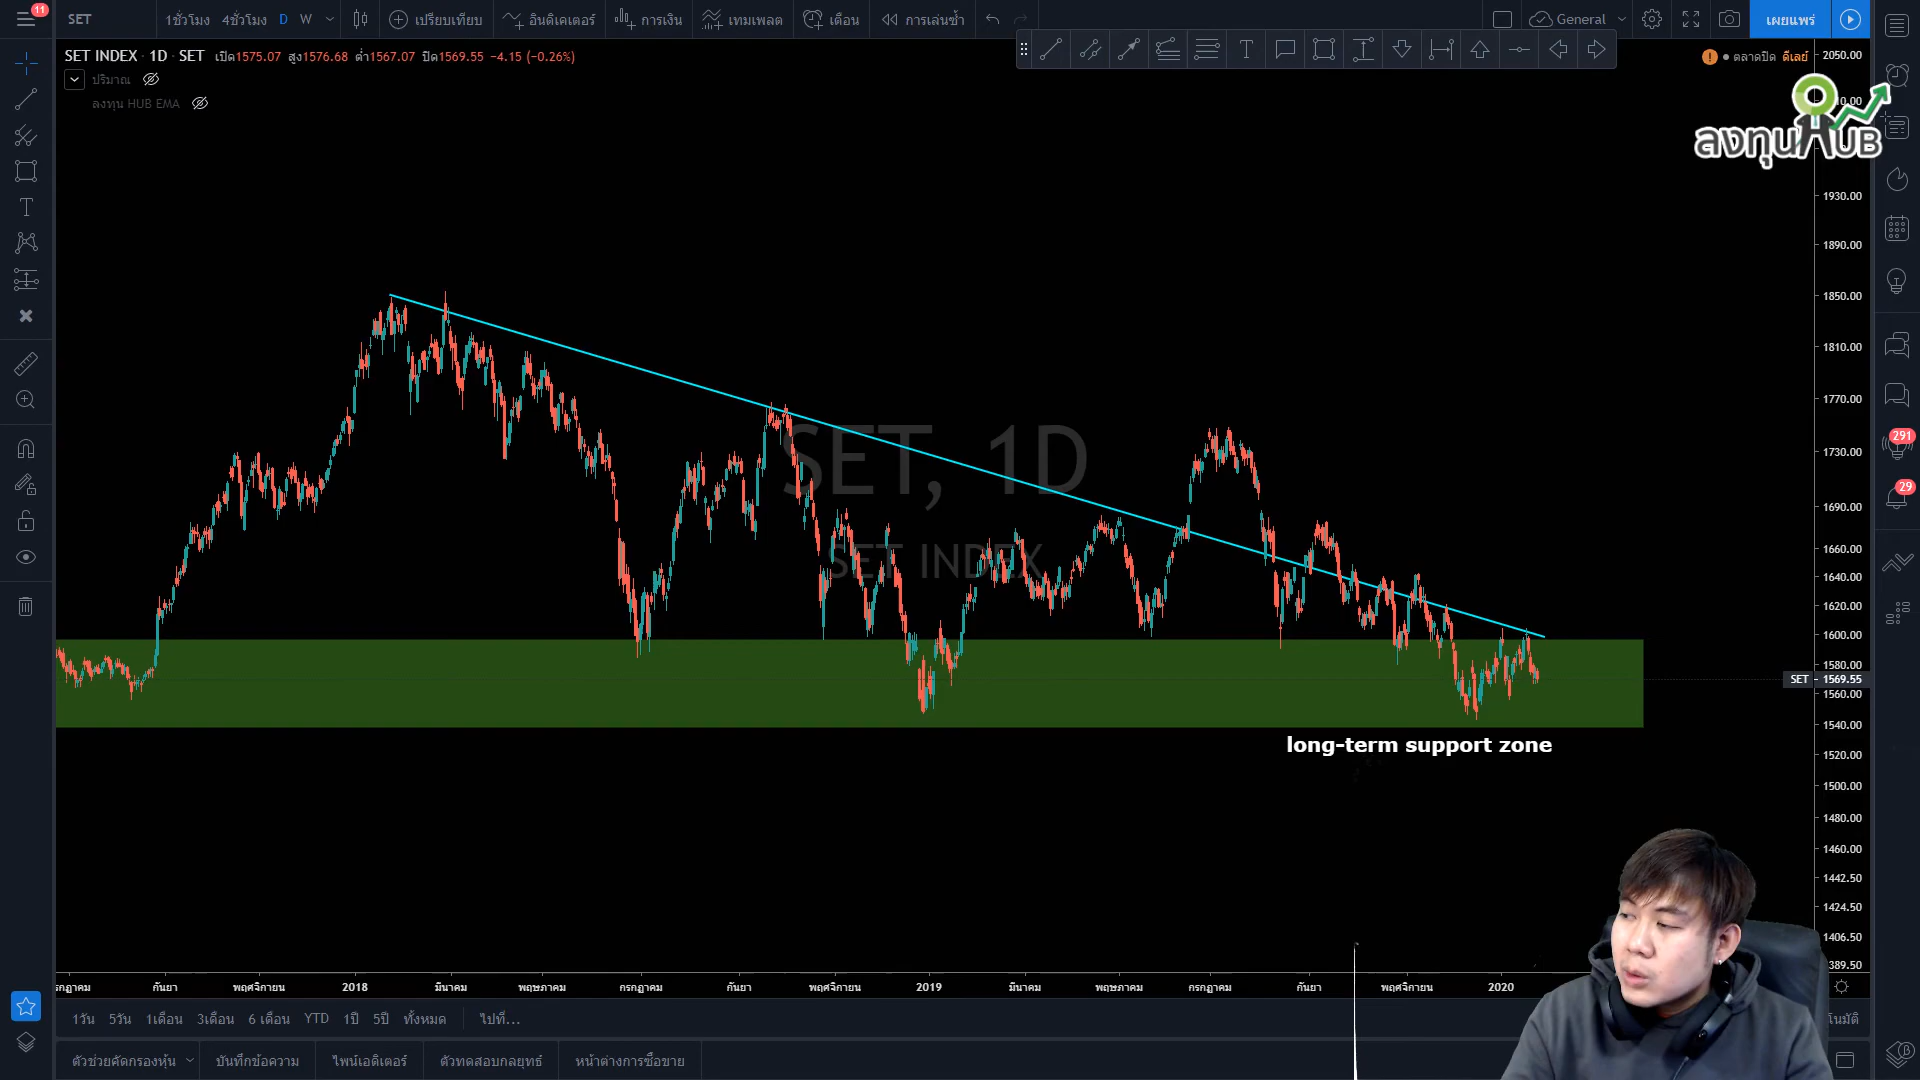 11
SET
1ชั่วโมง 4ชั่วโมง D W
เปรียบเทียบ
อินดิเคเตอร์
การเงิน
เทมเพลต
เตือน
การเล่นซ้ำ
General
เผยแพร่
SET INDEX · 1D · SET เปิด1575.07 สูง1576.68 ต่ำ1567.07 ปิด1569.55 −4.15 (−0.26%)
ตลาดปิด ดีเลย์
ปริมาณ
ลงทุน HUB EMA
ลงทุนHUB
SET, 1D
SET INDEX
2050.00
1930.00
1890.00
1850.00
1810.00
1770.00
1730.00
1690.00
1660.00
1640.00
1620.00
1600.00
1580.00
SET 1569.55
1560.00
1540.00
1520.00
1500.00
1480.00
1460.00
1442.50
1424.50
1406.50
389.50
291
29
long-term support zone
รกฎาคม กันยา พฤศจิกายน 2018 มีนาคม พฤษภาคม กรกฎาคม กันยา พฤศจิกายน 2019 มีนาคม พฤษภาคม กรกฎาคม กันยา พฤศจิกายน 2020
1วัน 5วัน 1เดือน 3เดือน 6 เดือน YTD 1ปี 5ปี ทั้งหมด ไปที่...
ตัวช่วยคัดกรองหุ้น บันทึกข้อความ ไพน์เอดิเตอร์ ตัวทดสอบกลยุทธ์ หน้าต่างการซื้อขาย